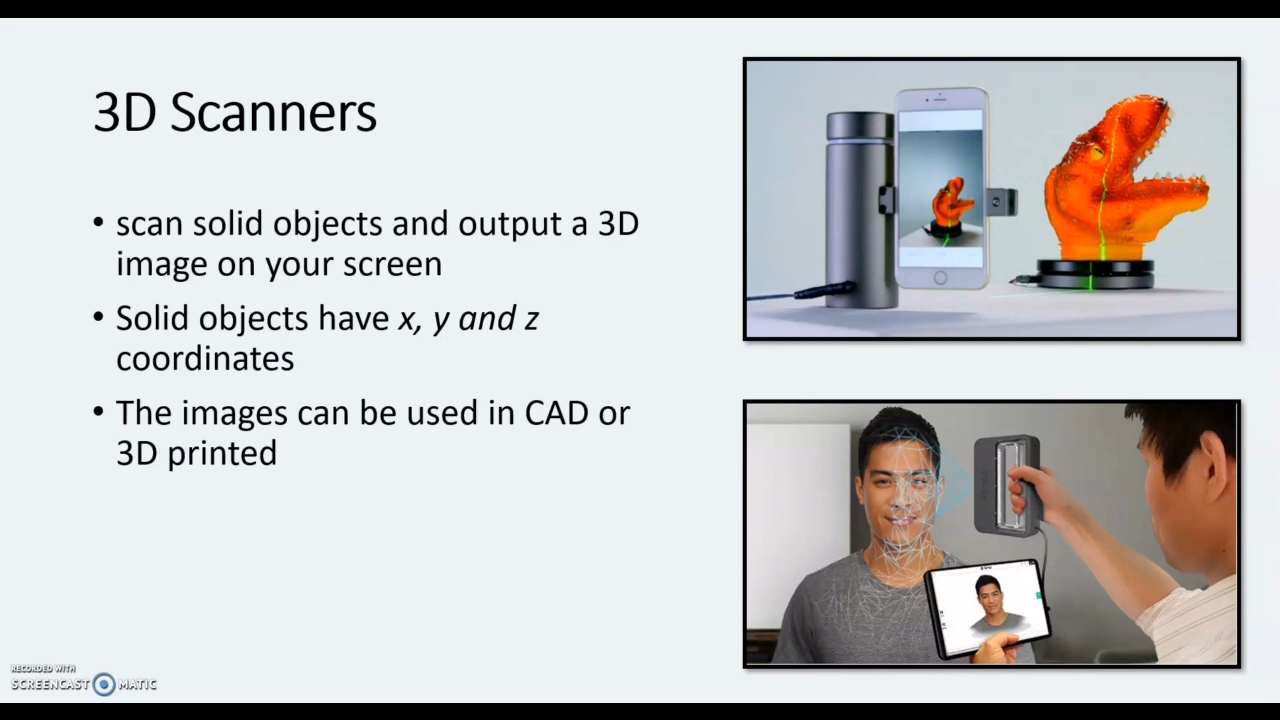 3D Scanners
• scan solid objects and output a 3D
image on your screen
• Solid objects have x, y and z
coordinates
• The images can be used in CAD or
3D printed
RECORDED WITH
SCREENCAST MATIC